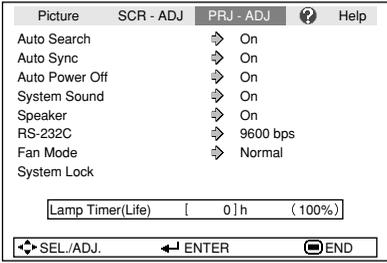 Picture SCR - ADJ PRJ - ADJ ? Help
Auto Search On
Auto Sync On
Auto Power Off On
System Sound On
Speaker On
RS-232C 9600 bps
Fan Mode Normal
System Lock
Lamp Timer(Life) [ 0 ] h (100%)
SEL./ADJ. ENTER END